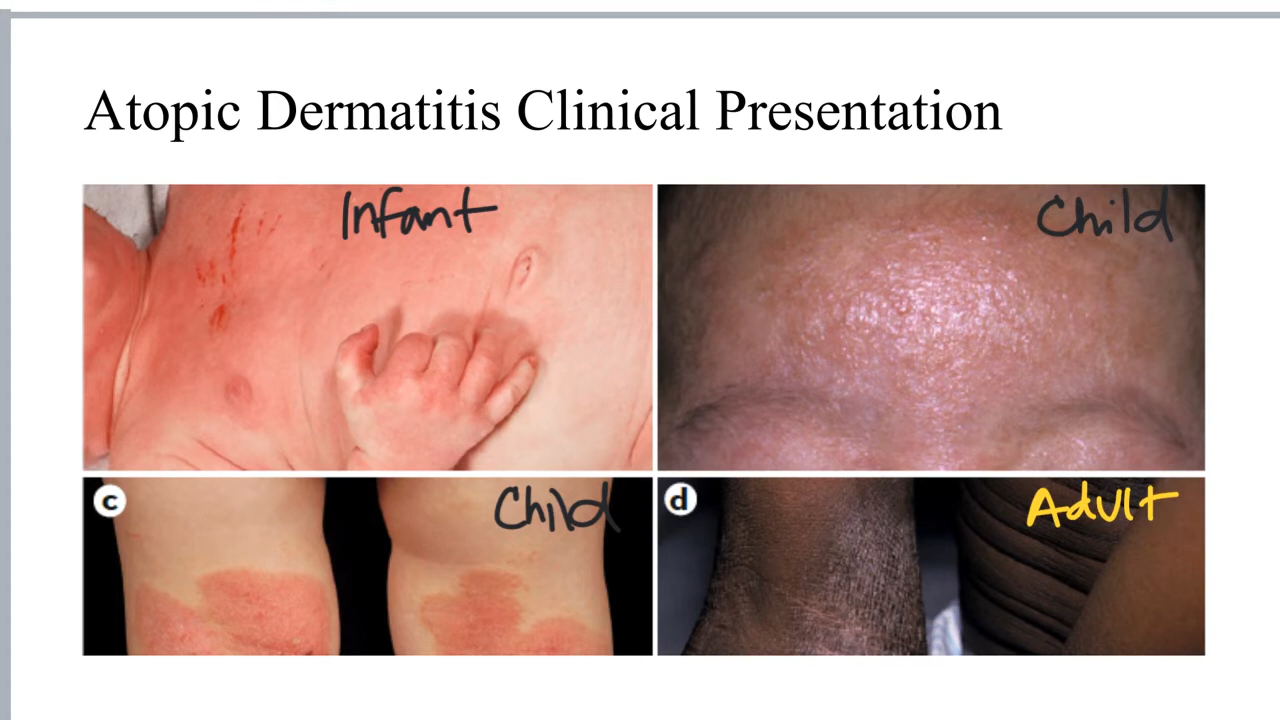 Atopic Dermatitis Clinical Presentation
Infant
Child
c
Child
d
Adult